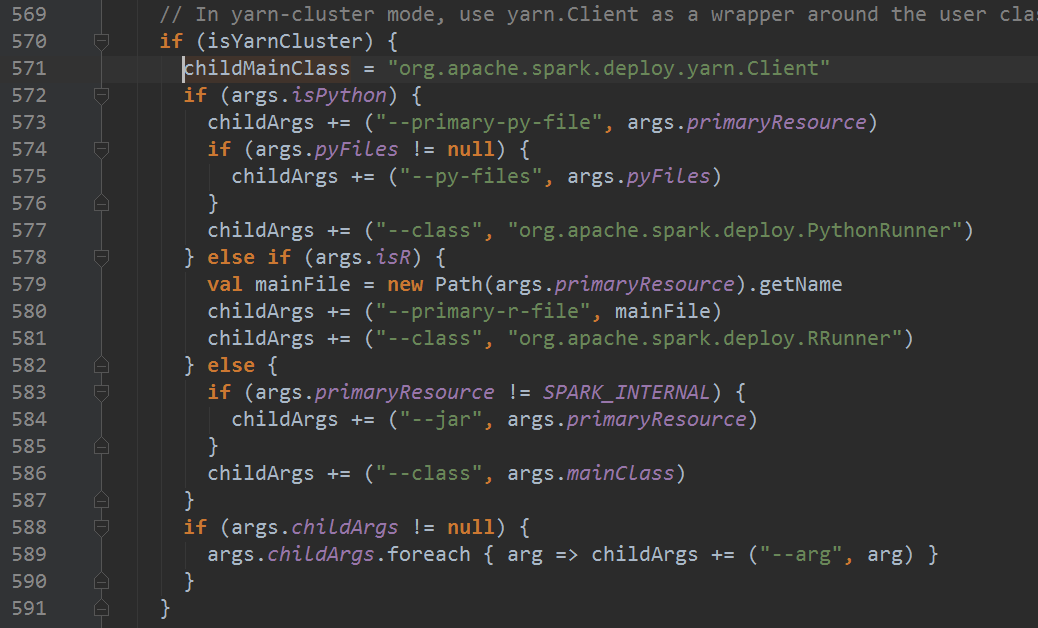 569 // In yarn-cluster mode, use yarn.Client as a wrapper around the user
570 if (isYarnCluster) {
571 childMainClass = "org.apache.spark.deploy.yarn.Client"
572 if (args.isPython) {
573 childArgs += ("--primary-py-file", args.primaryResource)
574 if (args.pyFiles != null) {
575 childArgs += ("--py-files", args.pyFiles)
576 }
577 childArgs += ("--class", "org.apache.spark.deploy.PythonRunner")
578 } else if (args.isR) {
579 val mainFile = new Path(args.primaryResource).getName
580 childArgs += ("--primary-r-file", mainFile)
581 childArgs += ("--class", "org.apache.spark.deploy.RRunner")
582 } else {
583 if (args.primaryResource != SPARK_INTERNAL) {
584 childArgs += ("--jar", args.primaryResource)
585 }
586 childArgs += ("--class", args.mainClass)
587 }
588 if (args.childArgs != null) {
589 args.childArgs.foreach { arg => childArgs += ("--arg", arg) }
590 }
591 }